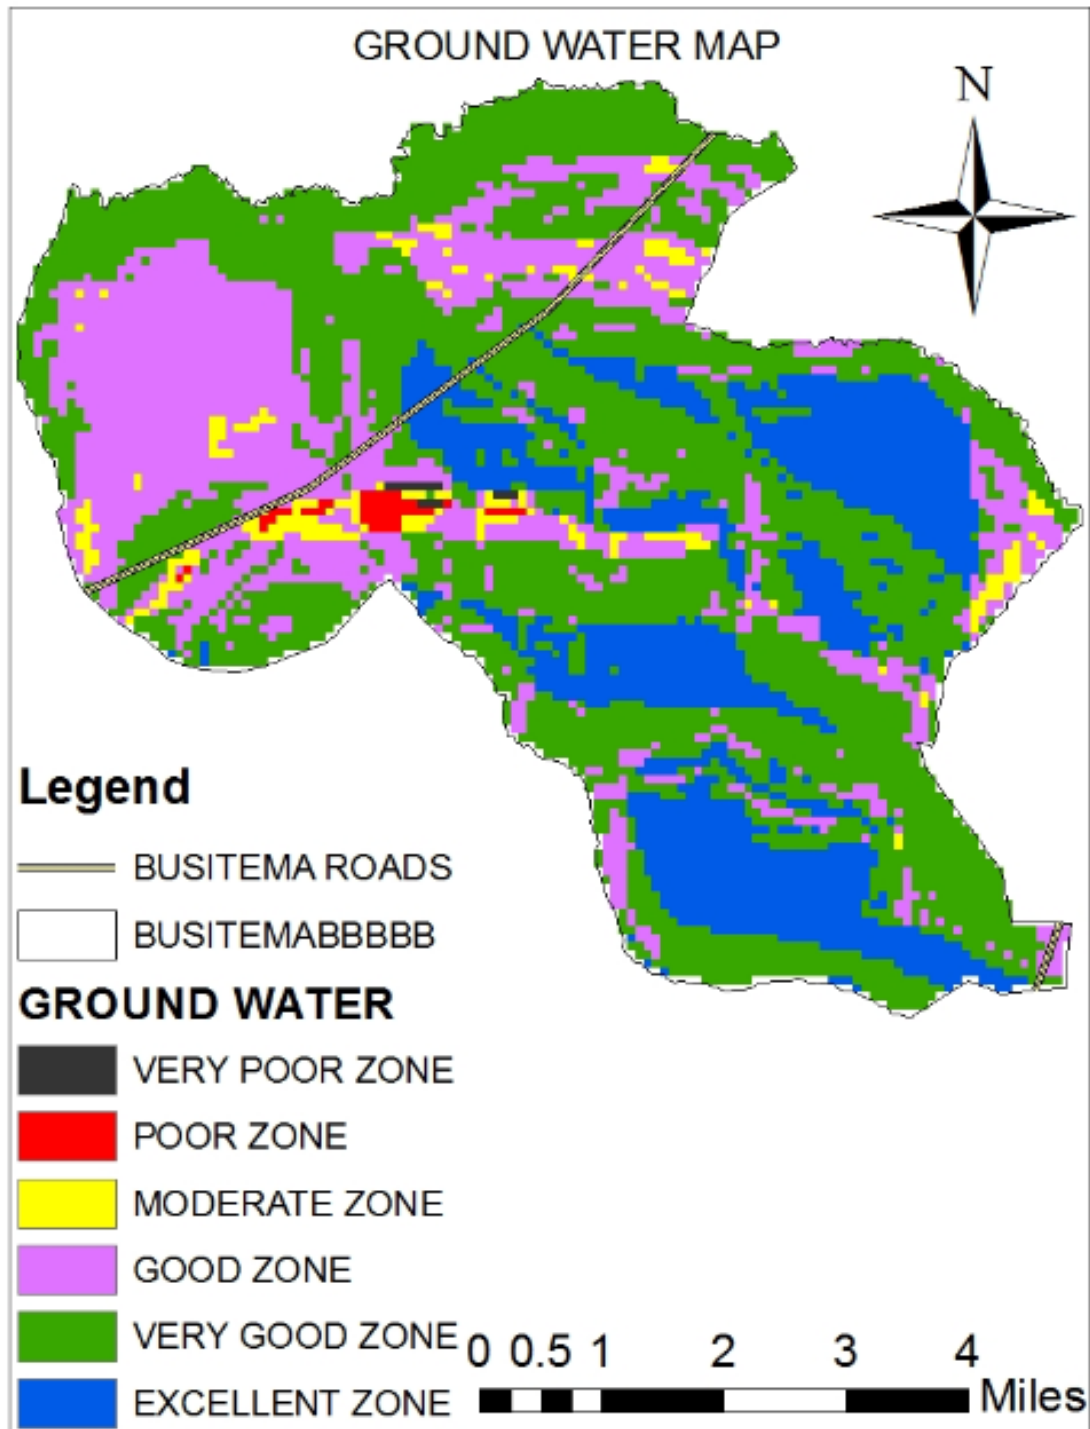 GROUND WATER MAP
N
Legend
BUSITEMA ROADS
BUSITEMABBBBB
GROUND WATER
VERY POOR ZONE
POOR ZONE
MODERATE ZONE
GOOD ZONE
VERY GOOD ZONE
EXCELLENT ZONE
0 0.5 1 2 3 4
Miles